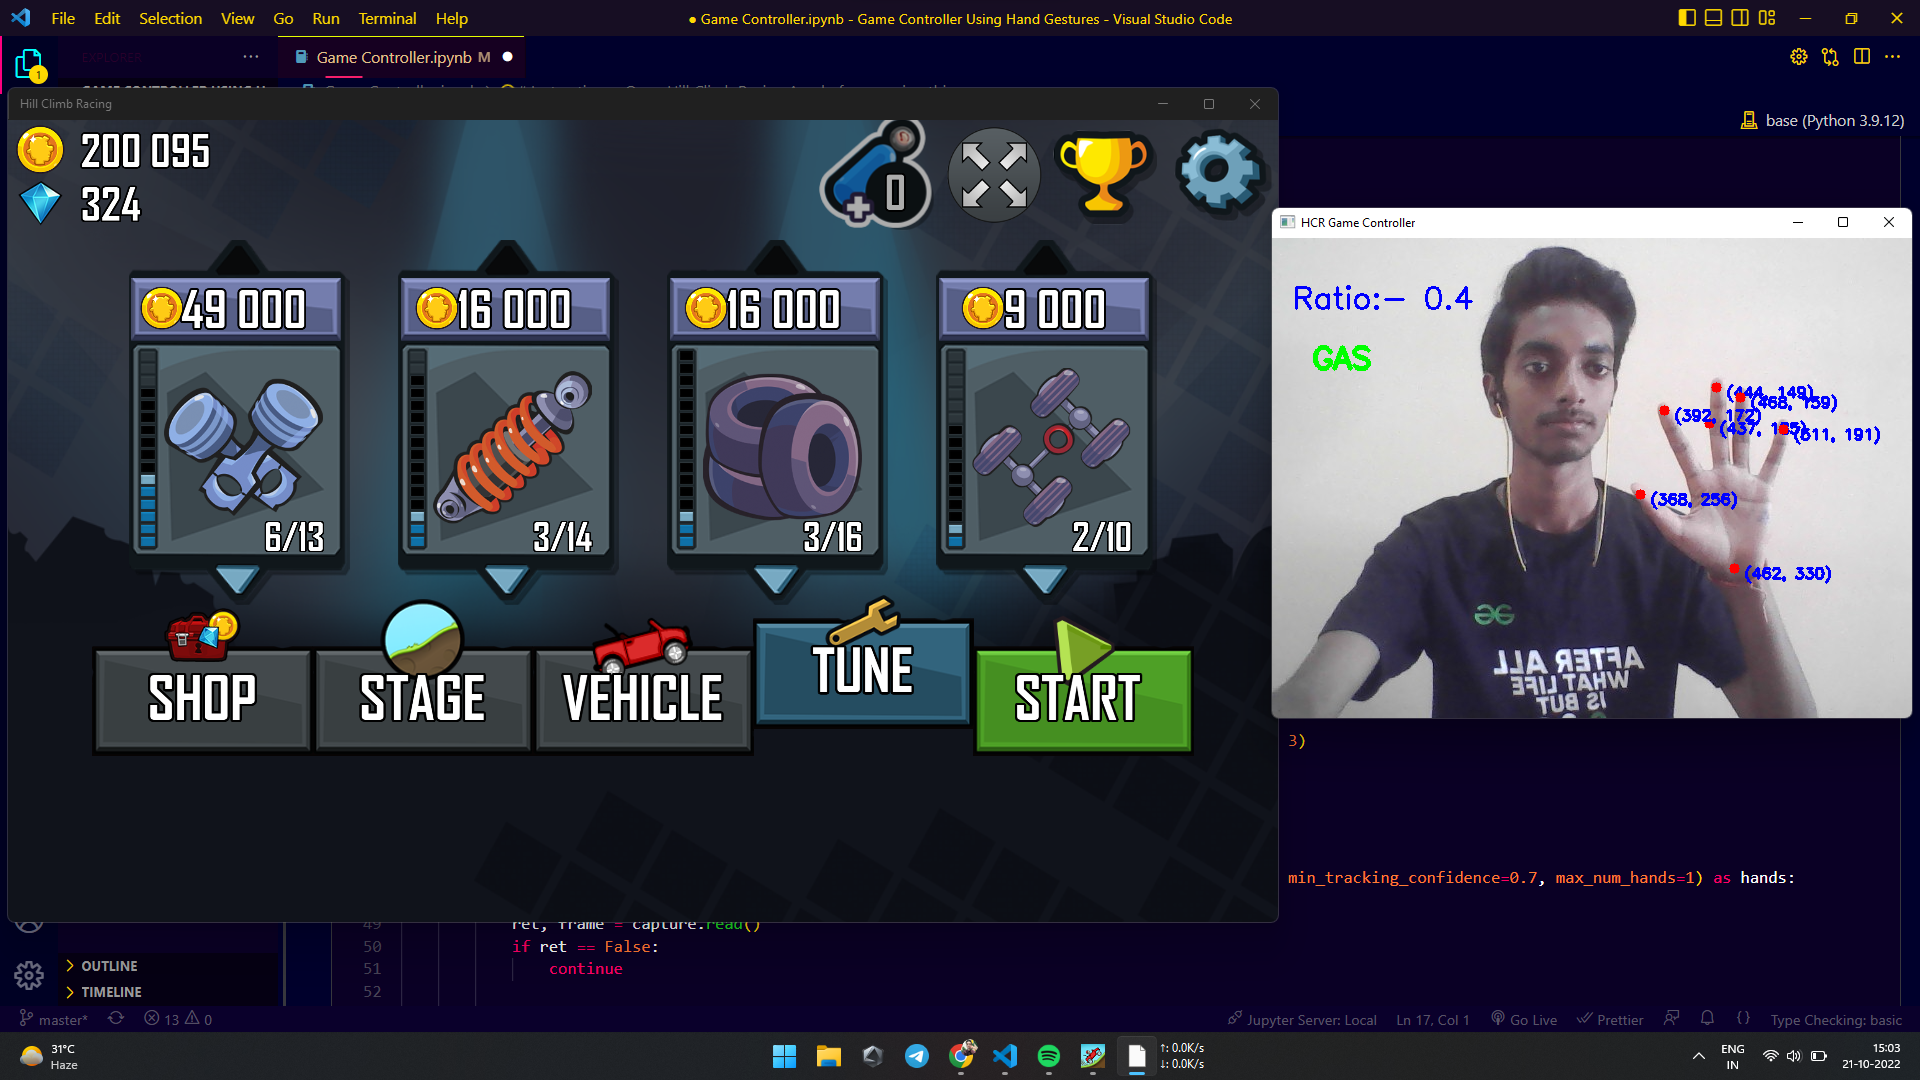 File Edit Selection View Go Run Terminal Help
● Game Controller.ipynb - Game Controller Using Hand Gestures - Visual Studio Code
EXPLORER
Game Controller.ipynb M
1
base (Python 3.9.12)
Hill Climb Racing
200 095
324
0
49 000
16 000
16 000
9 000
6/13
3/14
3/16
2/10
SHOP
STAGE
VEHICLE
TUNE
START
HCR Game Controller
Ratio:- 0.4
GAS
(444, 149)
(468, 159)
(392, 172)
(511, 191)
(368, 256)
(462, 330)
AFTER ALL
WHAT LIFE
IS BUT
3)
min_tracking_confidence=0.7, max_num_hands=1) as hands:
49 ret, frame = capture.read()
50 if ret == False:
51 continue
52
OUTLINE
TIMELINE
master* 13 0
Jupyter Server: Local Ln 17, Col 1 Go Live Prettier Type Checking: basic
31°C
Haze
↑: 0.0K/s
↓: 0.0K/s
ENG
IN
15:03
21-10-2022